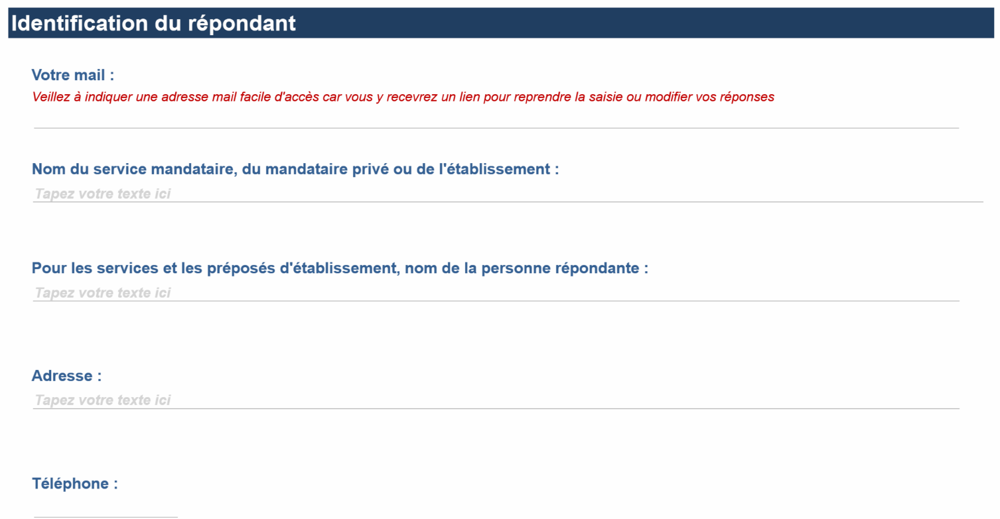 Identification du répondant
Votre mail :
Veillez à indiquer une adresse mail facile d'accès car vous y recevrez un lien pour reprendre la saisie ou modifier vos réponses
Nom du service mandataire, du mandataire privé ou de l'établissement :
Tapez votre texte ici
Pour les services et les préposés d'établissement, nom de la personne répondante :
Tapez votre texte ici
Adresse :
Tapez votre texte ici
Téléphone :